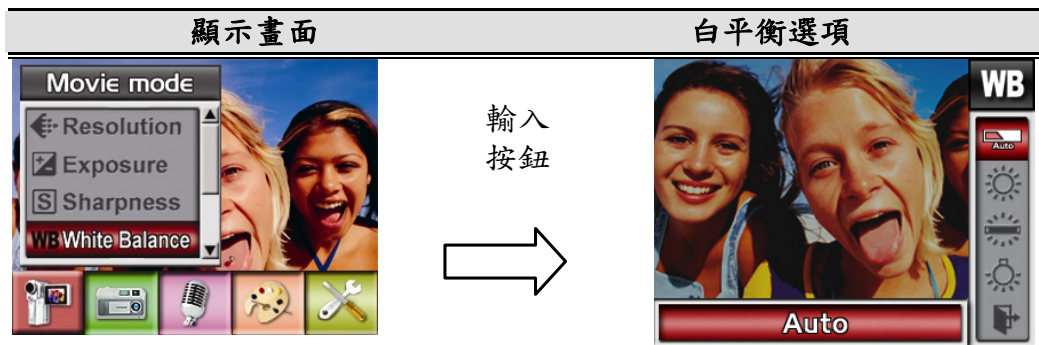 顯示畫面
白平衡選項
Movie mode
Resolution
Exposure
S Sharpness
WB White Balance
輸入
按鈕
WB
Auto
Auto